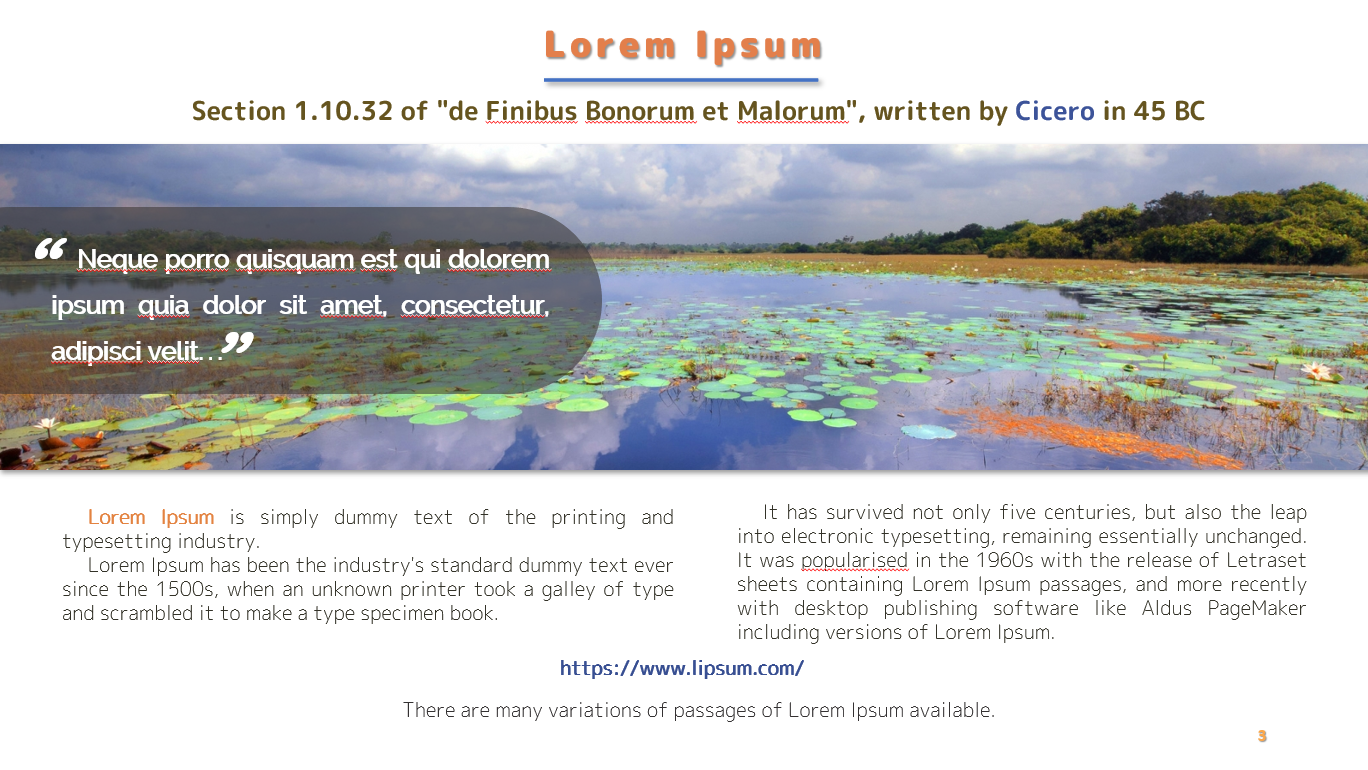 Lorem Ipsum
Section 1.10.32 of "de Finibus Bonorum et Malorum", written by Cicero in 45 BC
“ Neque porro quisquam est qui dolorem
ipsum quia dolor sit amet, consectetur,
adipisci velit…”
Lorem Ipsum is simply dummy text of the printing and
typesetting industry.
Lorem Ipsum has been the industry's standard dummy text ever
since the 1500s, when an unknown printer took a galley of type
and scrambled it to make a type specimen book.
It has survived not only five centuries, but also the leap
into electronic typesetting, remaining essentially unchanged.
It was popularised in the 1960s with the release of Letraset
sheets containing Lorem Ipsum passages, and more recently
with desktop publishing software like Aldus PageMaker
including versions of Lorem Ipsum.
https://www.lipsum.com/
There are many variations of passages of Lorem Ipsum available.
3